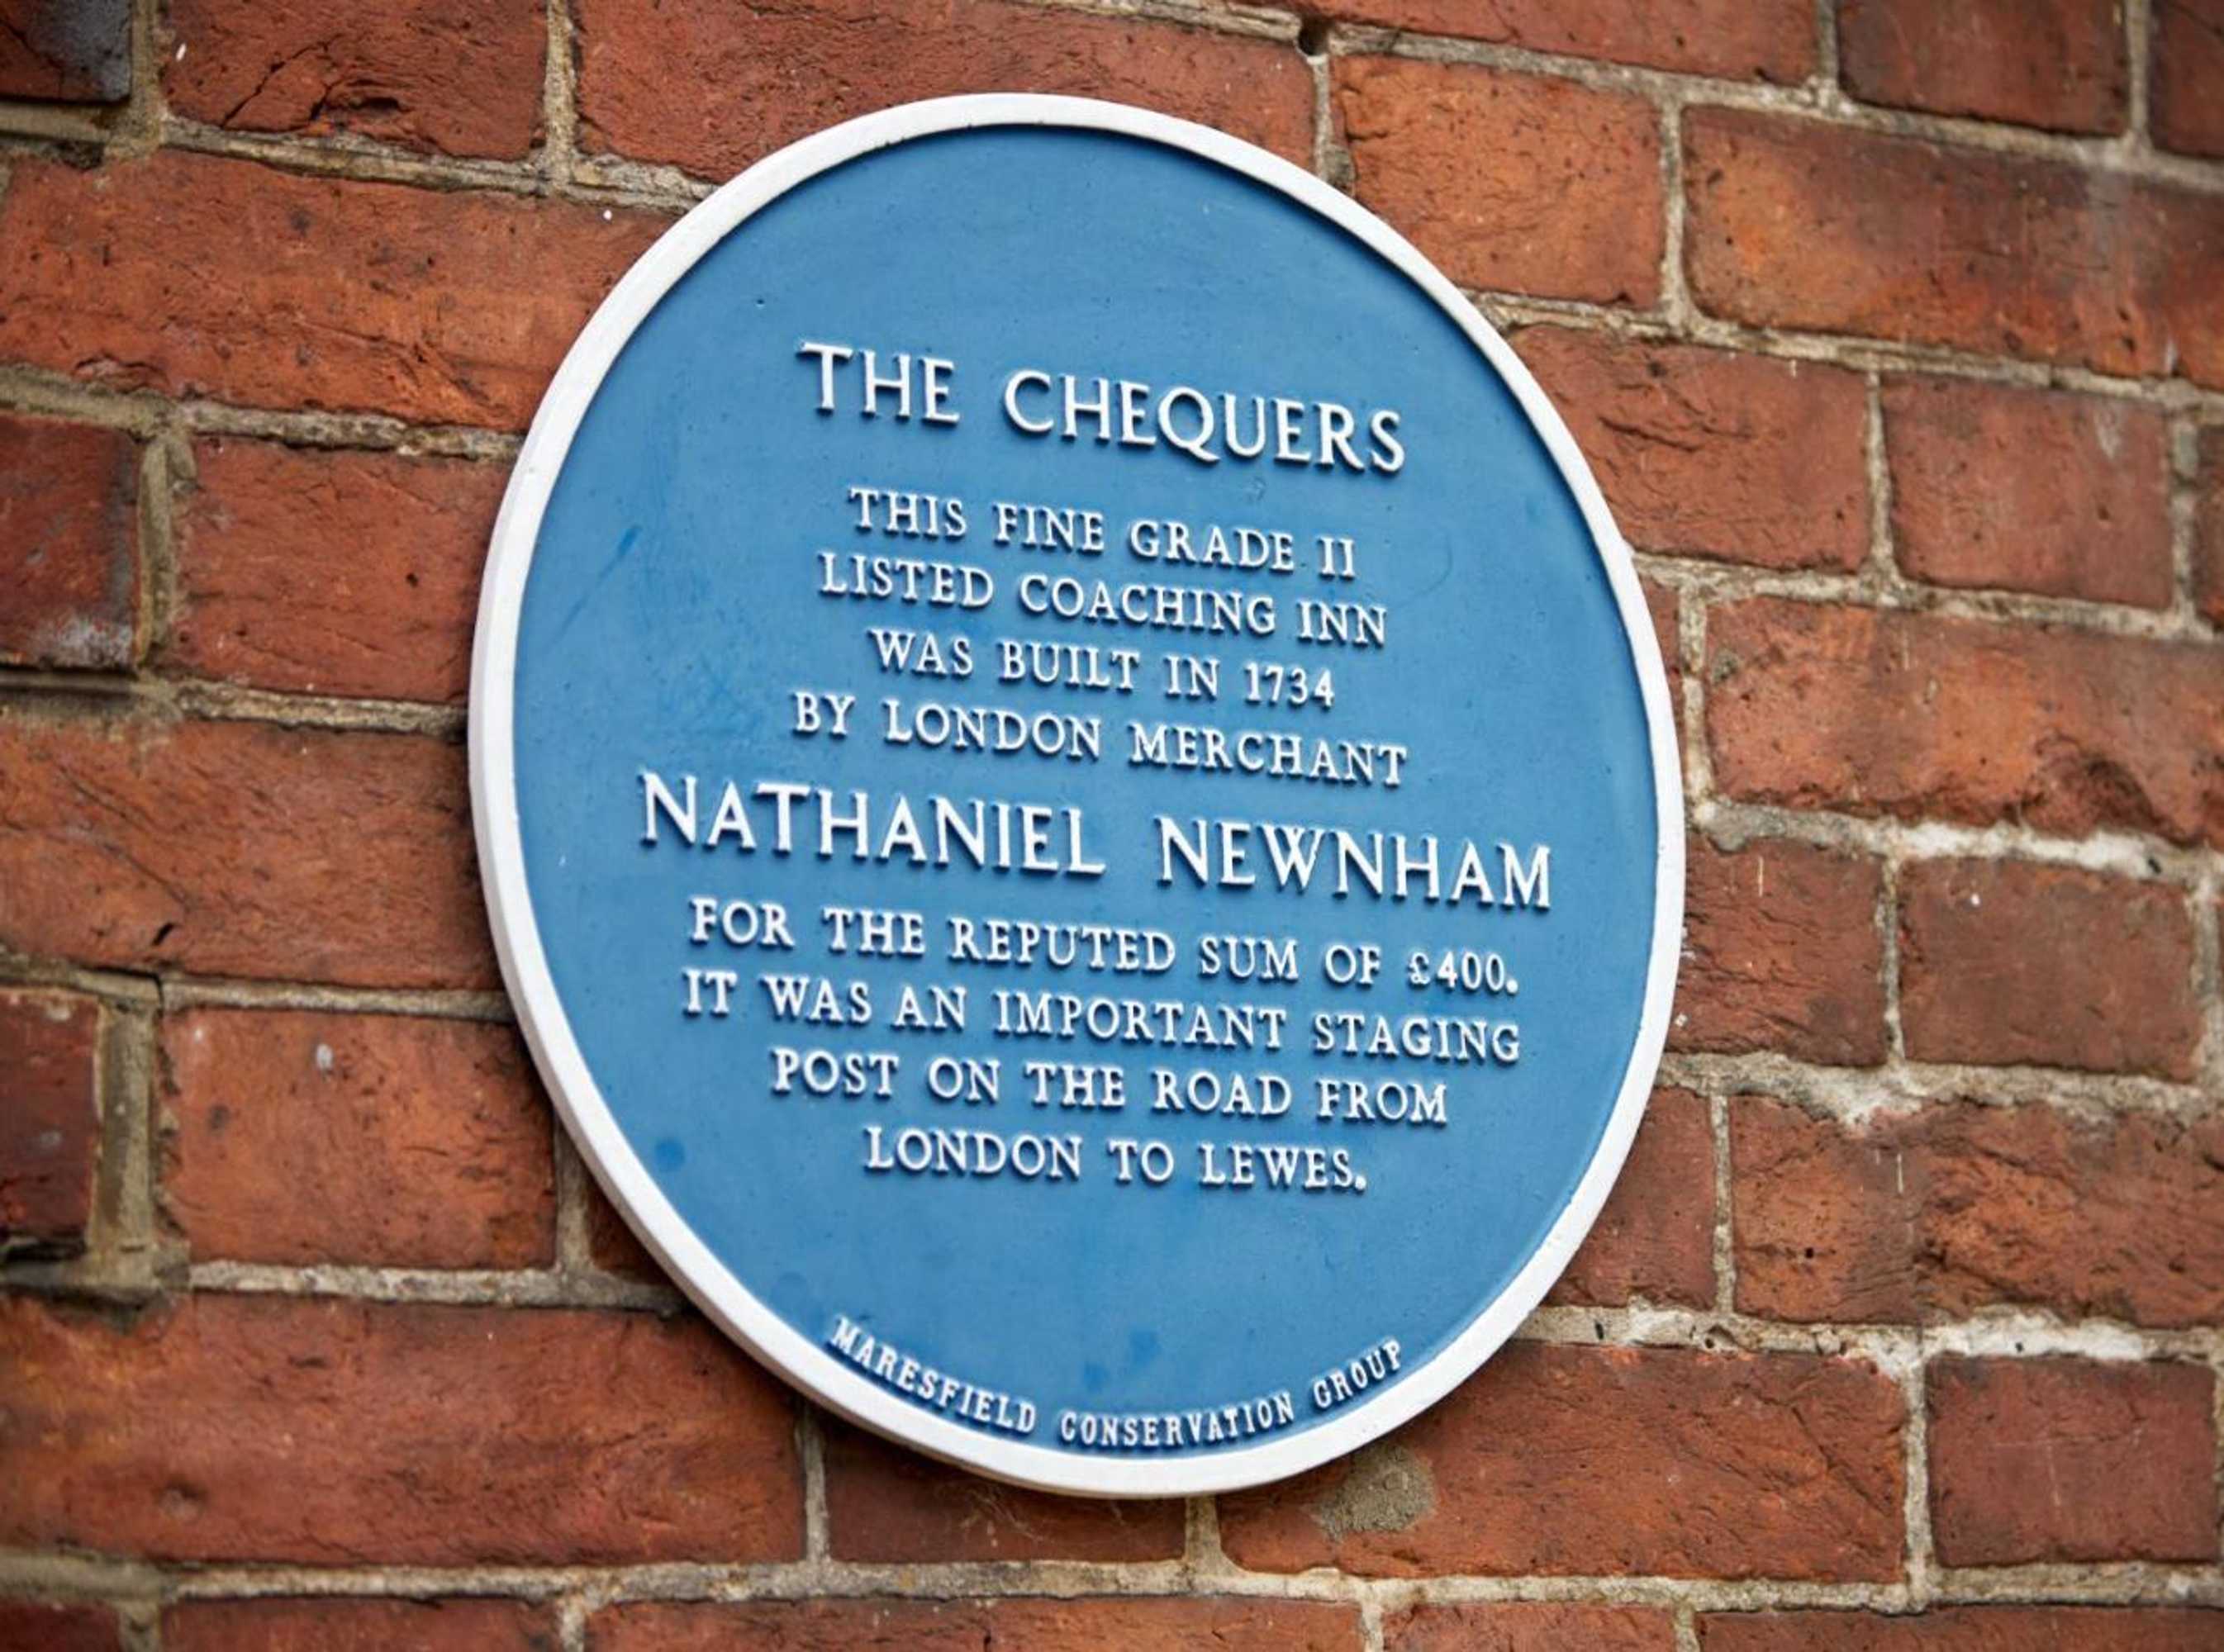 THE CHEQUERS
THIS FINE GRADE II
LISTED COACHING INN
WAS BUILT IN 1734
BY LONDON MERCHANT
NATHANIEL NEWNHAM
FOR THE REPUTED SUM OF £400.
IT WAS AN IMPORTANT STAGING
POST ON THE ROAD FROM
LONDON TO LEWES.
MARESFIELD CONSERVATION GROUP